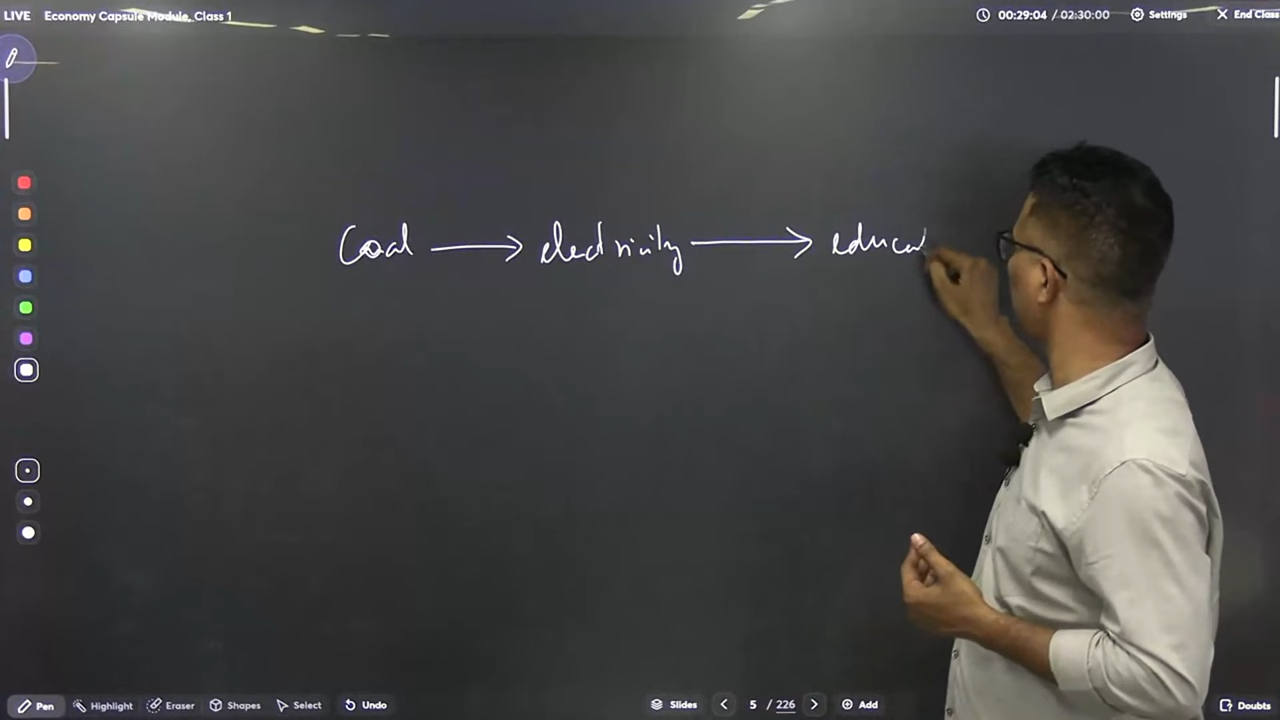 LIVE Economy Capsule Module, Class 1 00:29:04 / 02:30:00 Settings End Class
Coal → electricity → educat
Pen Highlight Eraser Shapes Select Undo Slides 5 / 226 Add Doubts